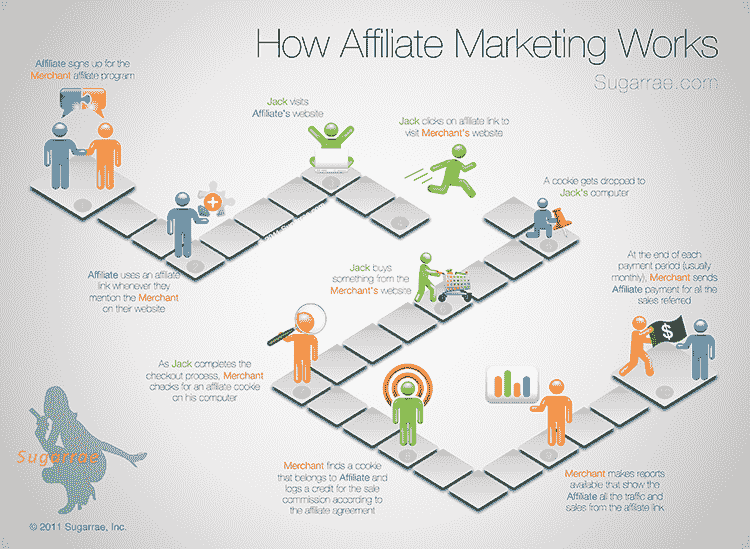 How Affiliate Marketing Works
Sugarrae.com
Affiliate signs up for the
Merchant affiliate program
Affiliate uses an affiliate
link whenever they
mention the Merchant
on their website
Jack visits
Affiliate's website
Jack clicks on affiliate link to
visit Merchant's website
A cookie gets dropped to
Jack's computer
Jack buys
something from the
Merchant's website
As Jack completes the
checkout process, Merchant
checks for an affiliate cookie
on his computer
Merchant finds a cookie
that belongs to Affiliate and
logs a credit for the sale
commission according to
the affiliate agreement
Merchant makes reports
available that show the
Affiliate all the traffic and
sales from the affiliate link
At the end of each
payment period (usually
monthly), Merchant sends
Affiliate payment for all the
sales referred
$
Sugarrae
© 2011 Sugarrae, Inc.